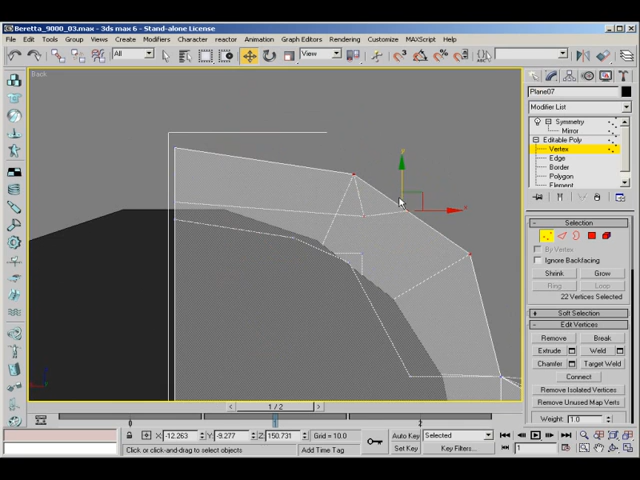 Beretta_9000_03.max - 3ds max 6 - Stand-alone License
File Edit Tools Group Views Create Modifiers Character reactor Animation Graph Editors Rendering Customize MAXScript Help
All
View
Back
y
x
Plane07
Modifier List
Symmetry
Mirror
Editable Poly
Vertex
Edge
Border
Polygon
Element
Selection
By Vertex
Ignore Backfacing
Shrink Grow
Ring Loop
22 Vertices Selected
Soft Selection
Edit Vertices
Remove Break
Extrude Weld
Chamfer Target Weld
Connect
Remove Isolated Vertices
Remove Unused Map Verts
Weight: 1.0
1 / 2
0 1 2
X: -12.263 Y: -9.277 Z: 150.731 Grid = 10.0
Auto Key Selected
Click or click-and-drag to select objects Add Time Tag
Set Key Key Filters... 1